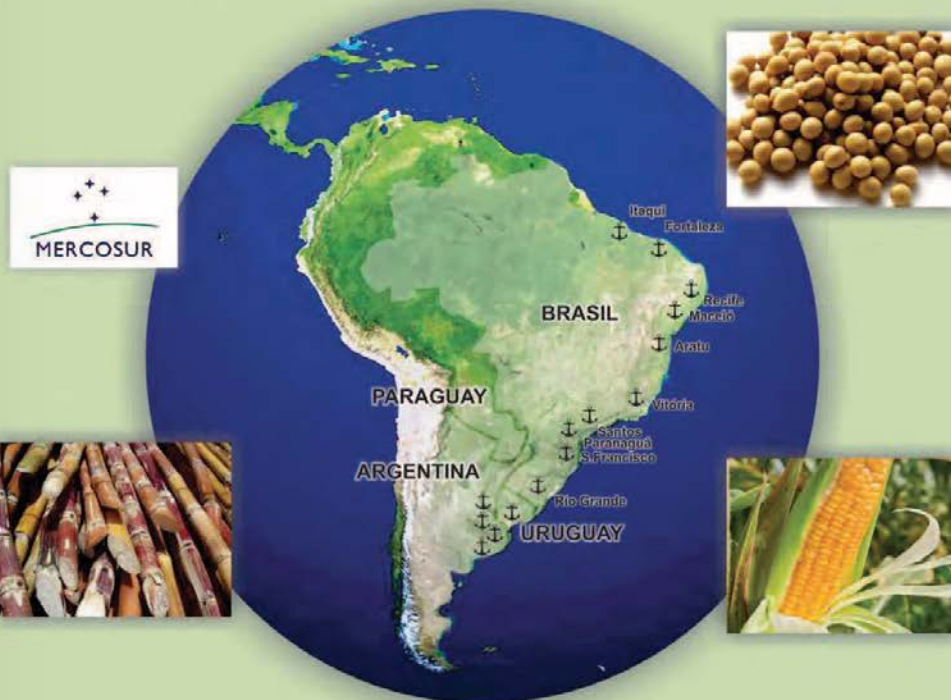 Itaqui
Fortaleza
MERCOSUR
Recife
BRASIL
Maceió
Aratu
PARAGUAY
Vitória
Santos
Paranaguá
S.Francisco
ARGENTINA
Rio Grande
URUGUAY